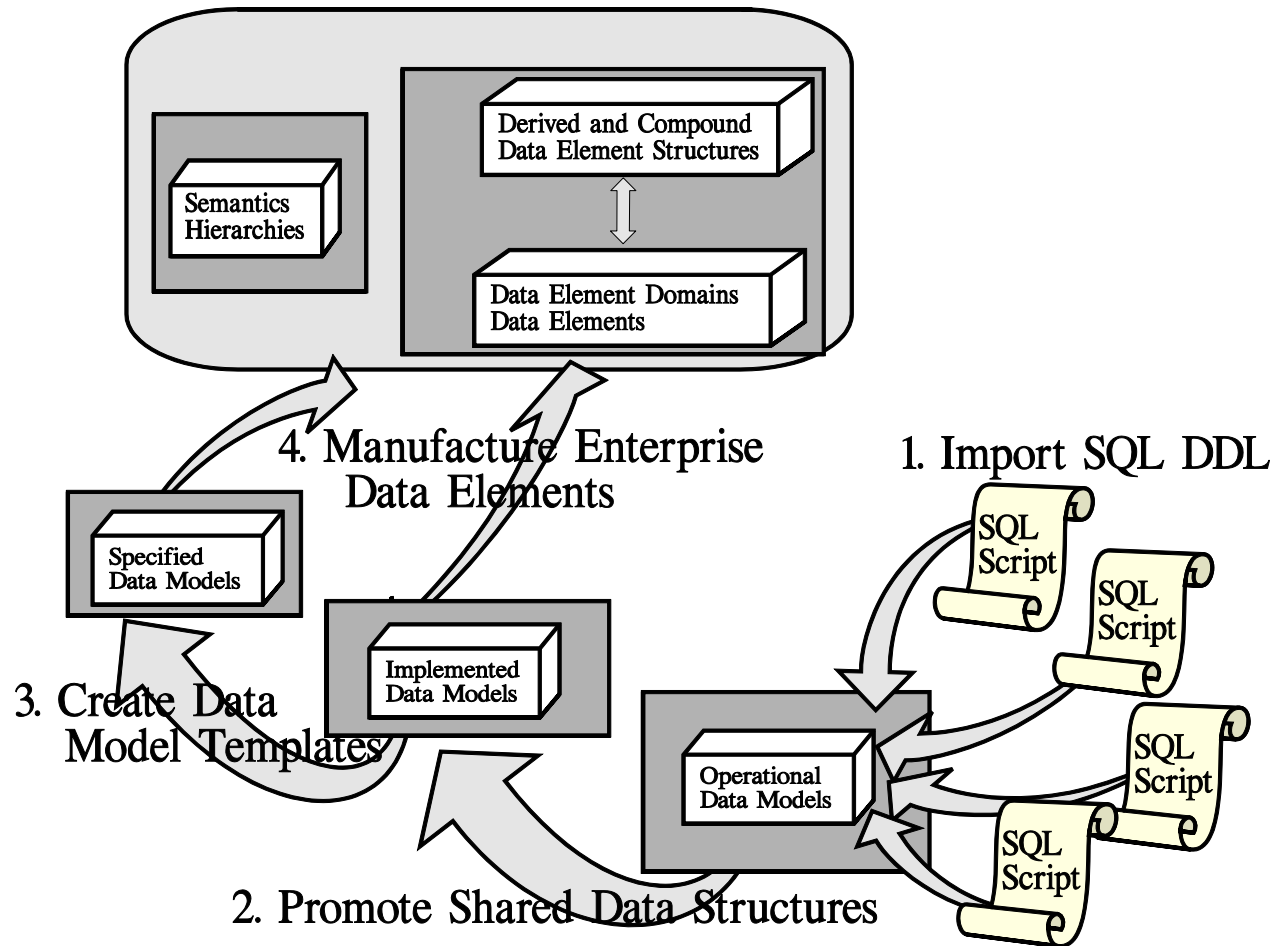 Derived and Compound
Data Element Structures
Semantics
Hierarchies
Data Element Domains
Data Elements
4. Manufacture Enterprise
Data Elements
1. Import SQL DDL
SQL
Script
Specified
Data Models
SQL
Script
Implemented
Data Models
3. Create Data
Model Templates
SQL
Script
Operational
Data Models
SQL
Script
2. Promote Shared Data Structures